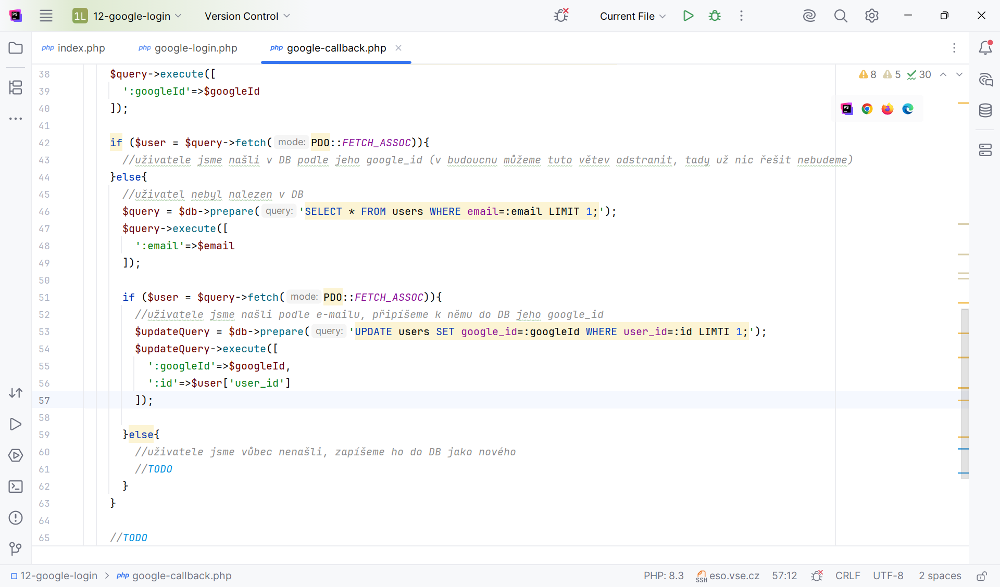 PS 1L 12-google-login Version Control Current File
php index.php php google-login.php php google-callback.php
38 $query->execute([ 8 5 30
39 ':googleId'=>$googleId
40 ]);
PS
41
42 if ($user = $query->fetch( mode: PDO::FETCH_ASSOC)){
43 //uživatele jsme našli v DB podle jeho google_id (v budoucnu můžeme tuto větev odstranit, tady už nic řešit nebudeme)
44 }else{
45 //uživatel nebyl nalezen v DB
46 $query = $db->prepare( query: 'SELECT * FROM users WHERE email=:email LIMIT 1;');
47 $query->execute([
48 ':email'=>$email
49 ]);
50
51 if ($user = $query->fetch( mode: PDO::FETCH_ASSOC)){
52 //uživatele jsme našli podle e-mailu, připíšeme k němu do DB jeho google_id
53 $updateQuery = $db->prepare( query: 'UPDATE users SET google_id=:googleId WHERE user_id=:id LIMTI 1;');
54 $updateQuery->execute([
55 ':googleId'=>$googleId,
56 ':id'=>$user['user_id']
57 ]);
58
59 }else{
60 //uživatele jsme vůbec nenašli, zapíšeme ho do DB jako nového
61 //TODO
62 }
63 }
64
65 //TODO
12-google-login > php google-callback.php PHP: 8.3 SSH eso.vse.cz 57:12 CRLF UTF-8 2 spaces